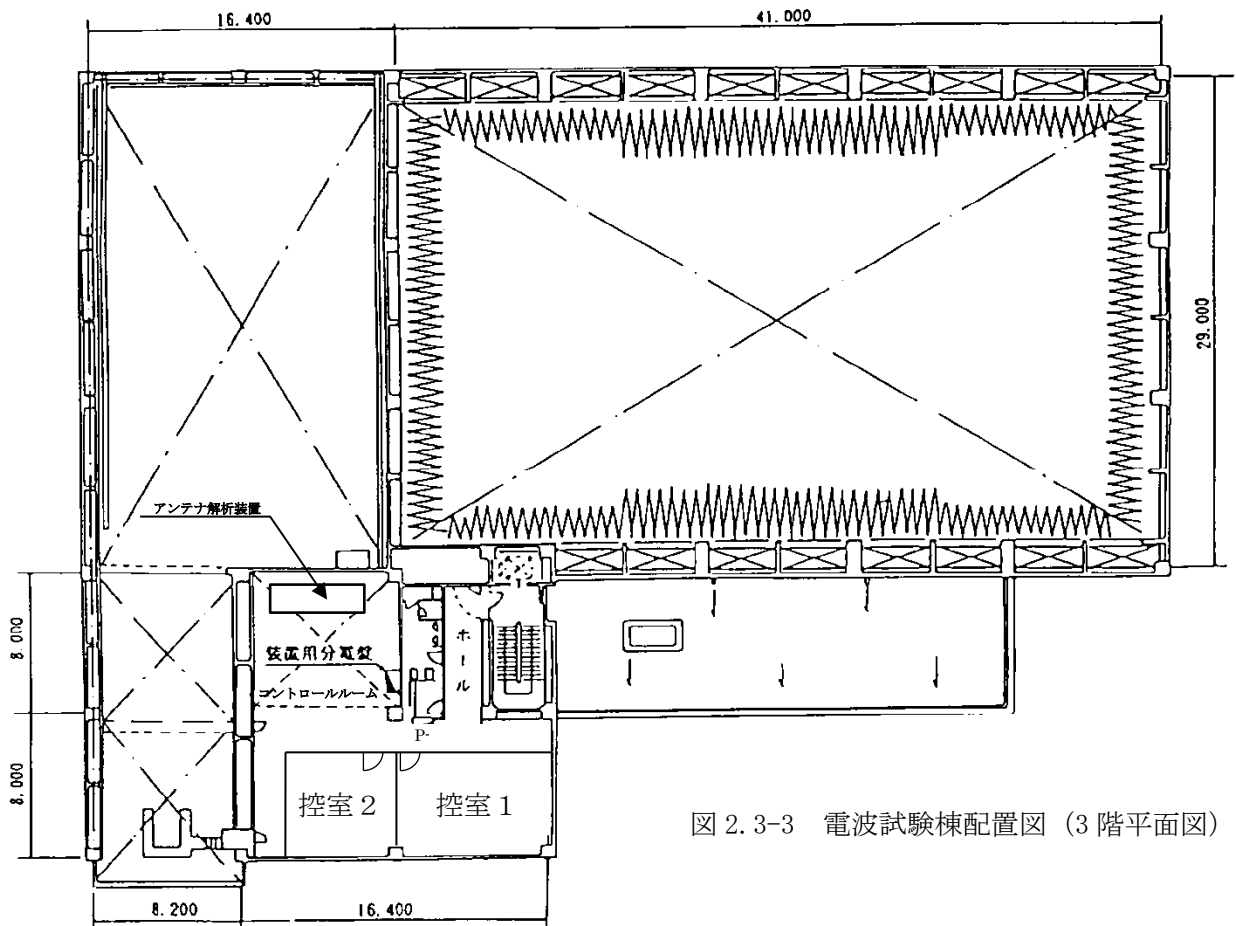 16.400
41.000
29.000
アンテナ解析装置
8.000
装置用分電盤
ホール
コントロールルーム
P-
8.000
控室２
控室１
図 2.3-3 電波試験棟配置図（3 階平面図）
8.200
16.400